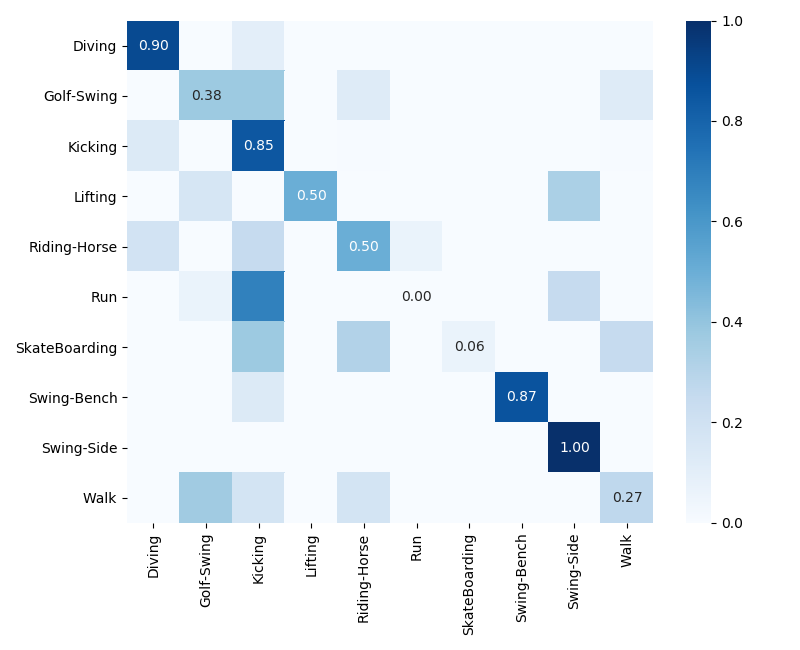 Diving 0.90 1.0
Golf-Swing 0.38
Kicking 0.85 0.8
Lifting 0.50
Riding-Horse 0.50 0.6
Run 0.00
SkateBoarding 0.06 0.4
Swing-Bench 0.87
Swing-Side 1.00 0.2
Walk 0.27 0.0
Diving
Golf-Swing
Kicking
Lifting
Riding-Horse
Run
SkateBoarding
Swing-Bench
Swing-Side
Walk